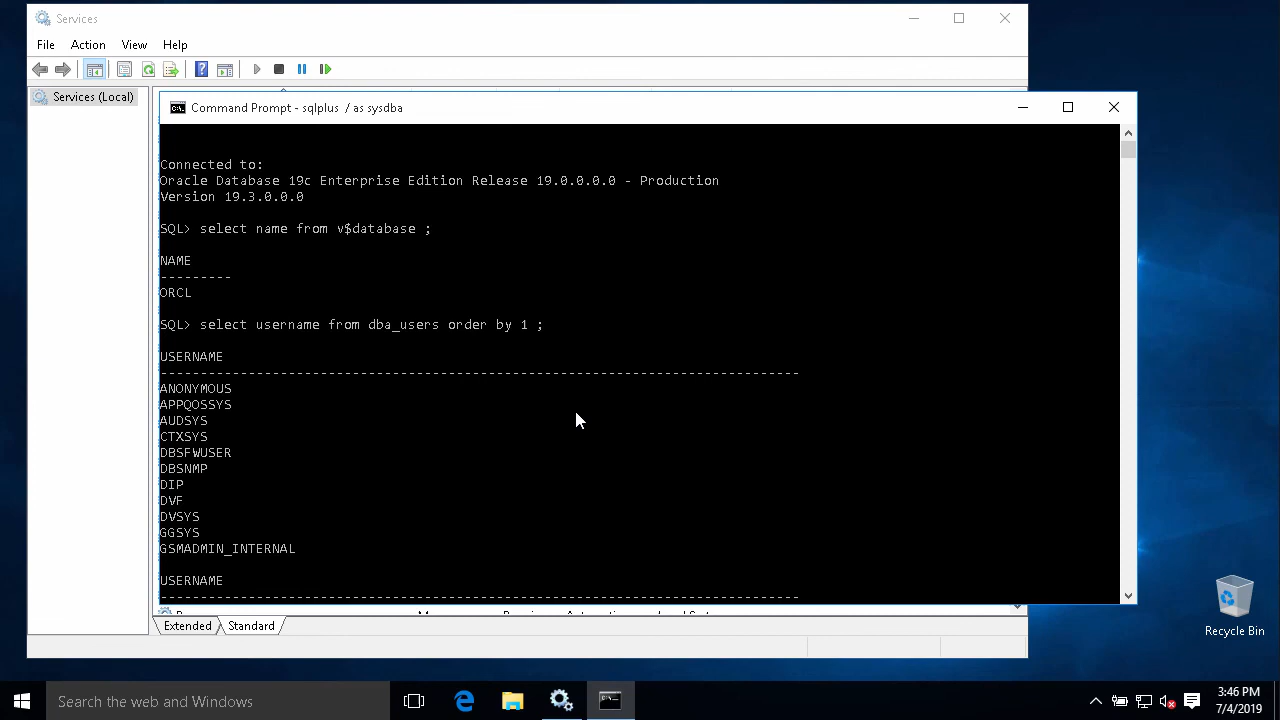 Services
File Action View Help
Services (Local)
Command Prompt - sqlplus / as sysdba
Connected to:
Oracle Database 19c Enterprise Edition Release 19.0.0.0.0 - Production
Version 19.3.0.0.0
SQL> select name from v$database ;
NAME
---------
ORCL
SQL> select username from dba_users order by 1 ;
USERNAME
--------------------------------------------------------------------------------
ANONYMOUS
APPQOSSYS
AUDSYS
CTXSYS
DBSFWUSER
DBSNMP
DIP
DVF
DVSYS
GGSYS
GSMADMIN_INTERNAL
USERNAME
--------------------------------------------------------------------------------
Extended Standard
Recycle Bin
Search the web and Windows
3:46 PM
7/4/2019